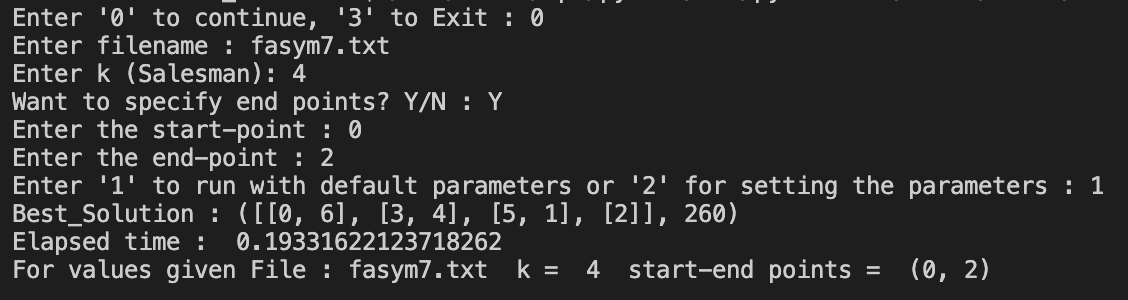 Enter '0' to continue, '3' to Exit : 0
Enter filename : fasym7.txt
Enter k (Salesman): 4
Want to specify end points? Y/N : Y
Enter the start-point : 0
Enter the end-point : 2
Enter '1' to run with default parameters or '2' for setting the parameters : 1
Best_Solution : ([[0, 6], [3, 4], [5, 1], [2]], 260)
Elapsed time :  0.19331622123718262
For values given File : fasym7.txt  k =  4  start-end points =  (0, 2)